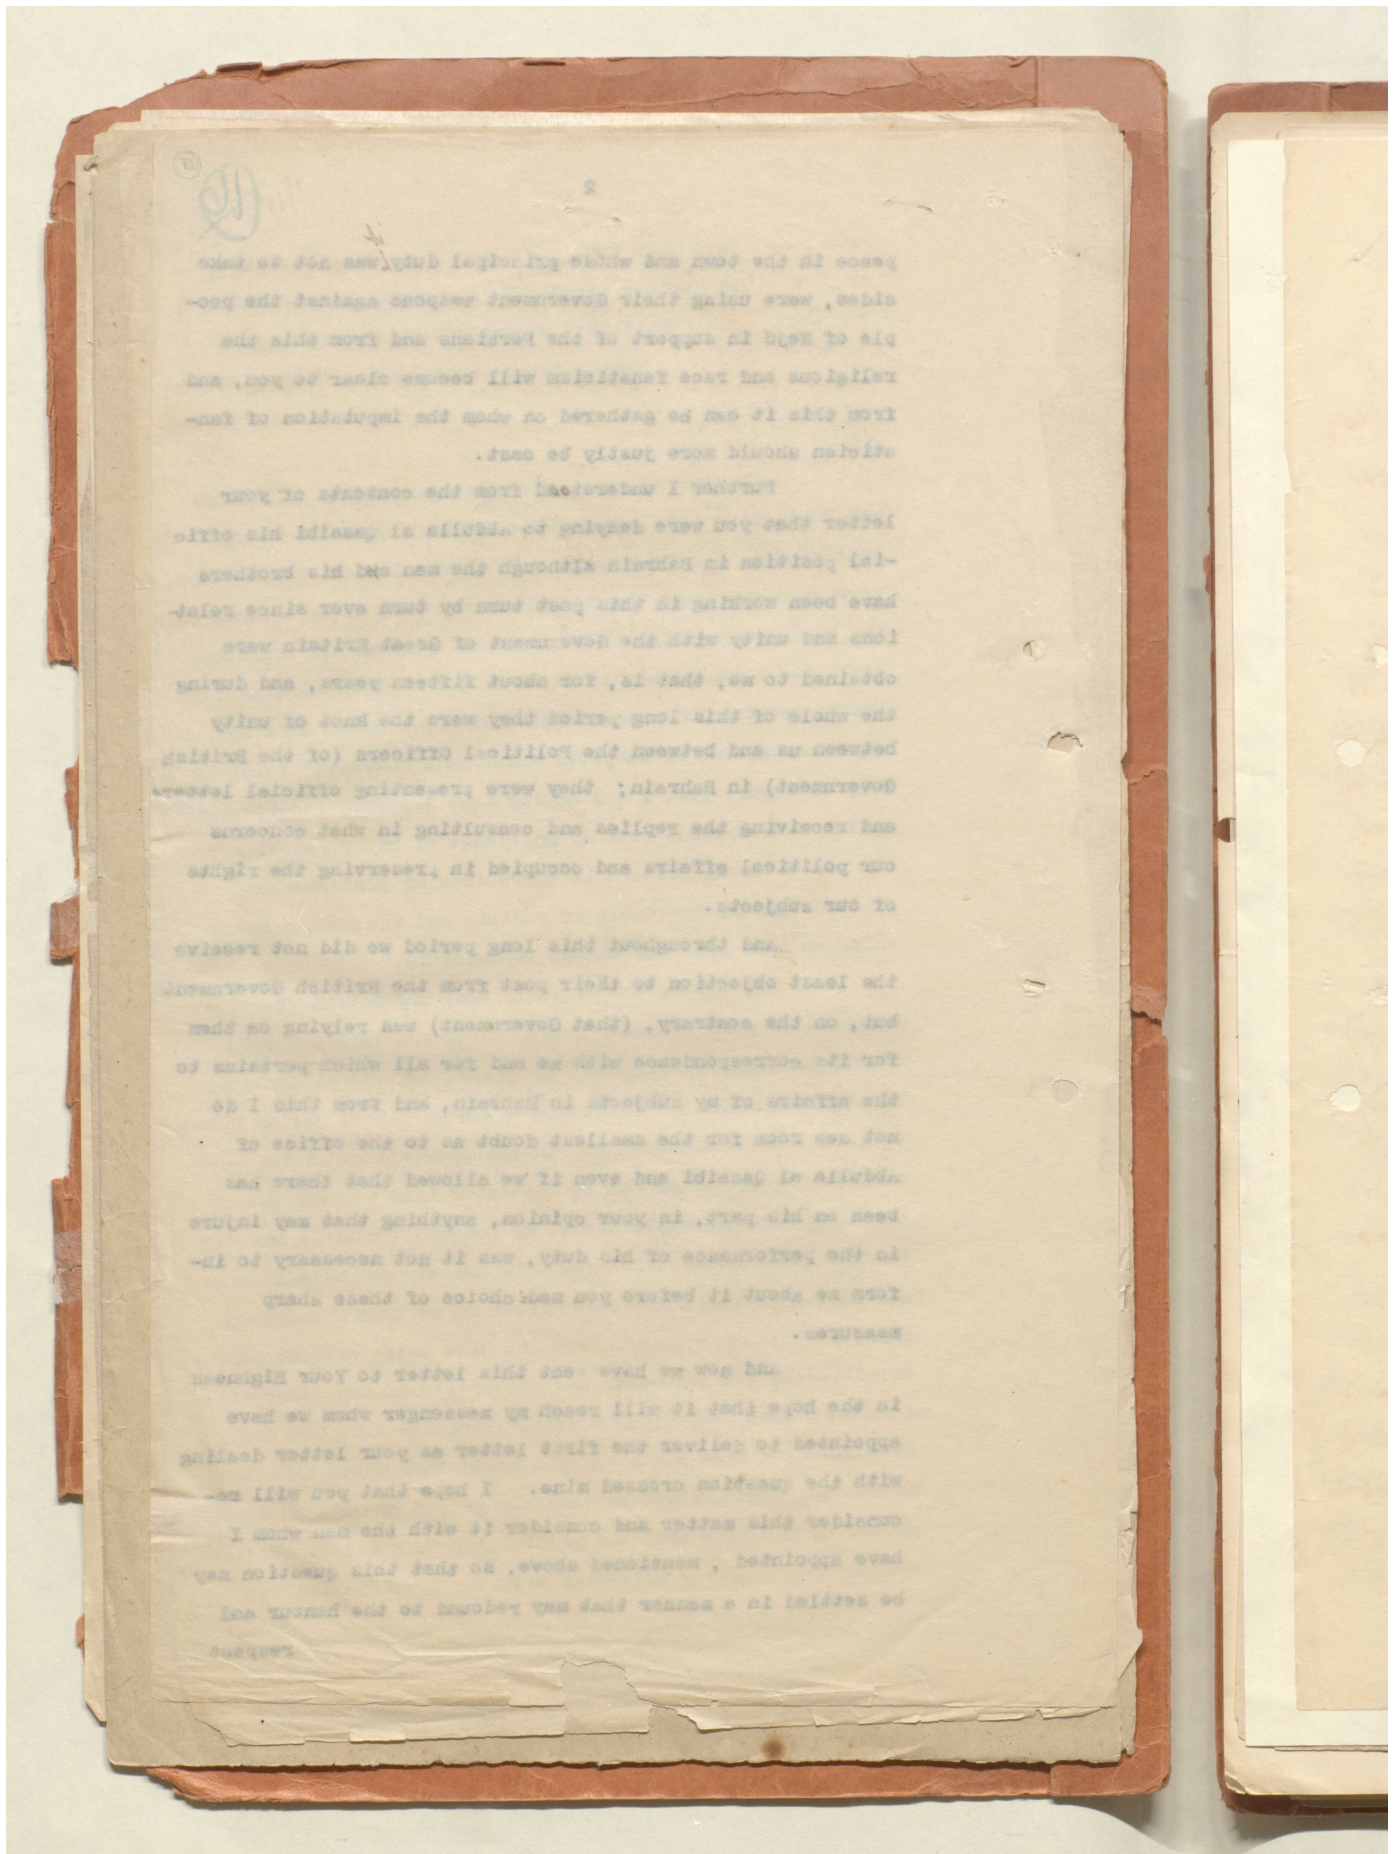 2
peace in the town and whose principal duty it was not to take
sides, were using their Government weapons against the peo-
ple of Nejd in support of the Persians and from this the
religious and race fanaticism will become clear to you, and
from this it can be gathered on whom the imputation of fan-
aticism should more justly be cast.
Further I understood from the contents of your
letter that you were denying to Abdulla al Qasaibi his offic
-ial position in Bahrain although the man and his brothers
have been working in this post turn by turn ever since relat-
ions and unity with the Government of Great Britain were
obtained to me, that is, for about fifteen years, and during
the whole of this long period they were the knot of unity
between us and between the Political Officers (of the British
Government) in Bahrain; they were presenting official letters
and receiving the replies and consulting in what concerns
our political affairs and occupied in preserving the rights
of our subjects.
And throughout this long period we did not receive
the least objection to their post from the British Government
but, on the contrary, (that Government) was relying on them
for its correspondence with me and for all which pertains to
the affairs of my subjects in Bahrain, and from this I do
not see room for the smallest doubt as to the office of
Abdulla al Qasaibi and even if we allowed that there has
been on his part, in your opinion, anything that may injure
in the performance of his duty, was it not necessary to in-
form me about it before you made choice of these sharp
measures.
And now we have sent this letter to Your Highness
in the hope that it will reach my messenger whom we have
appointed to deliver the first letter as your letter dealing
with the question crossed mine. I hope that you will re-
consider this matter and consider it with the man whom I
have appointed , mentioned above, so that this question may
be settled in a manner that may redound to the honour and
respect